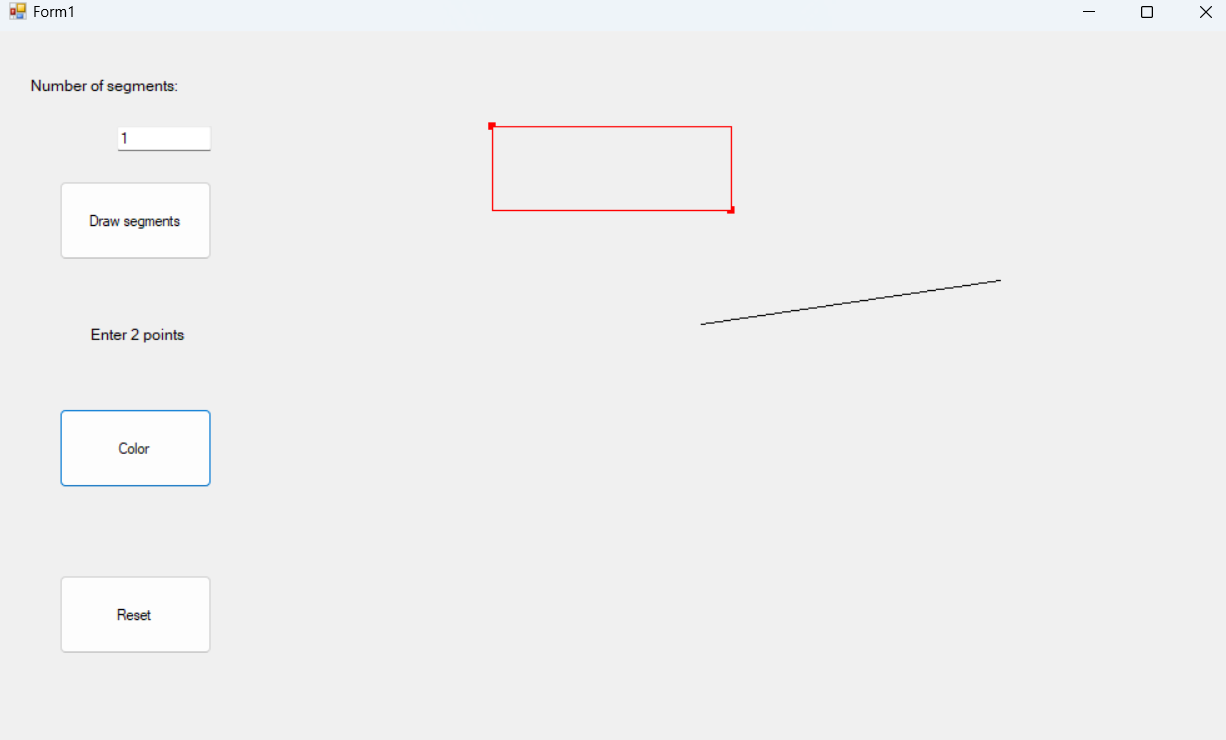 Form1
Number of segments:
1
Draw segments
Enter 2 points
Color
Reset